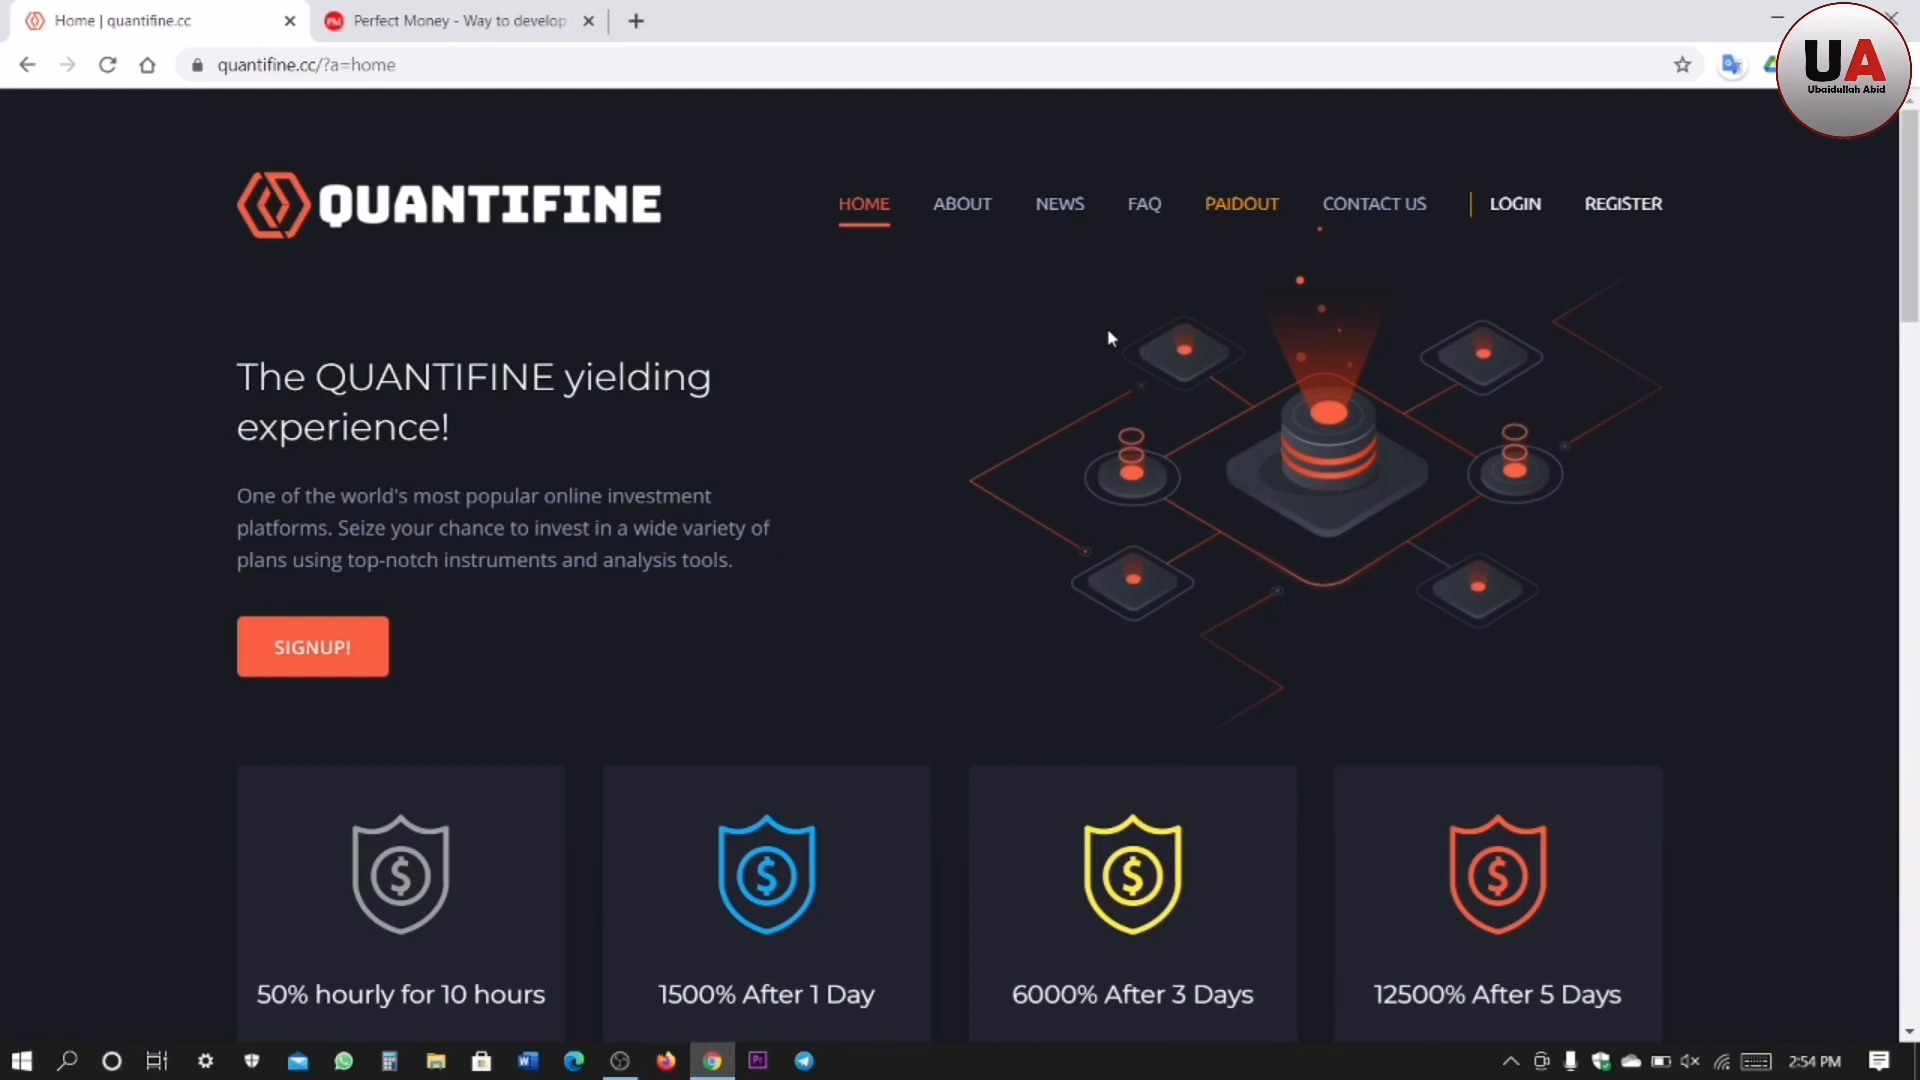 Home | quantifine.cc
Perfect Money - Way to develop
quantifine.cc/?a=home
UA
Ubaidullah Abid
QUANTIFINE
HOME
ABOUT
NEWS
FAQ
PAIDOUT
CONTACT US
LOGIN
REGISTER
The QUANTIFINE yielding
experience!
One of the world's most popular online investment
platforms. Seize your chance to invest in a wide variety of
plans using top-notch instruments and analysis tools.
SIGNUP!
50% hourly for 10 hours
1500% After 1 Day
6000% After 3 Days
12500% After 5 Days
2:54 PM